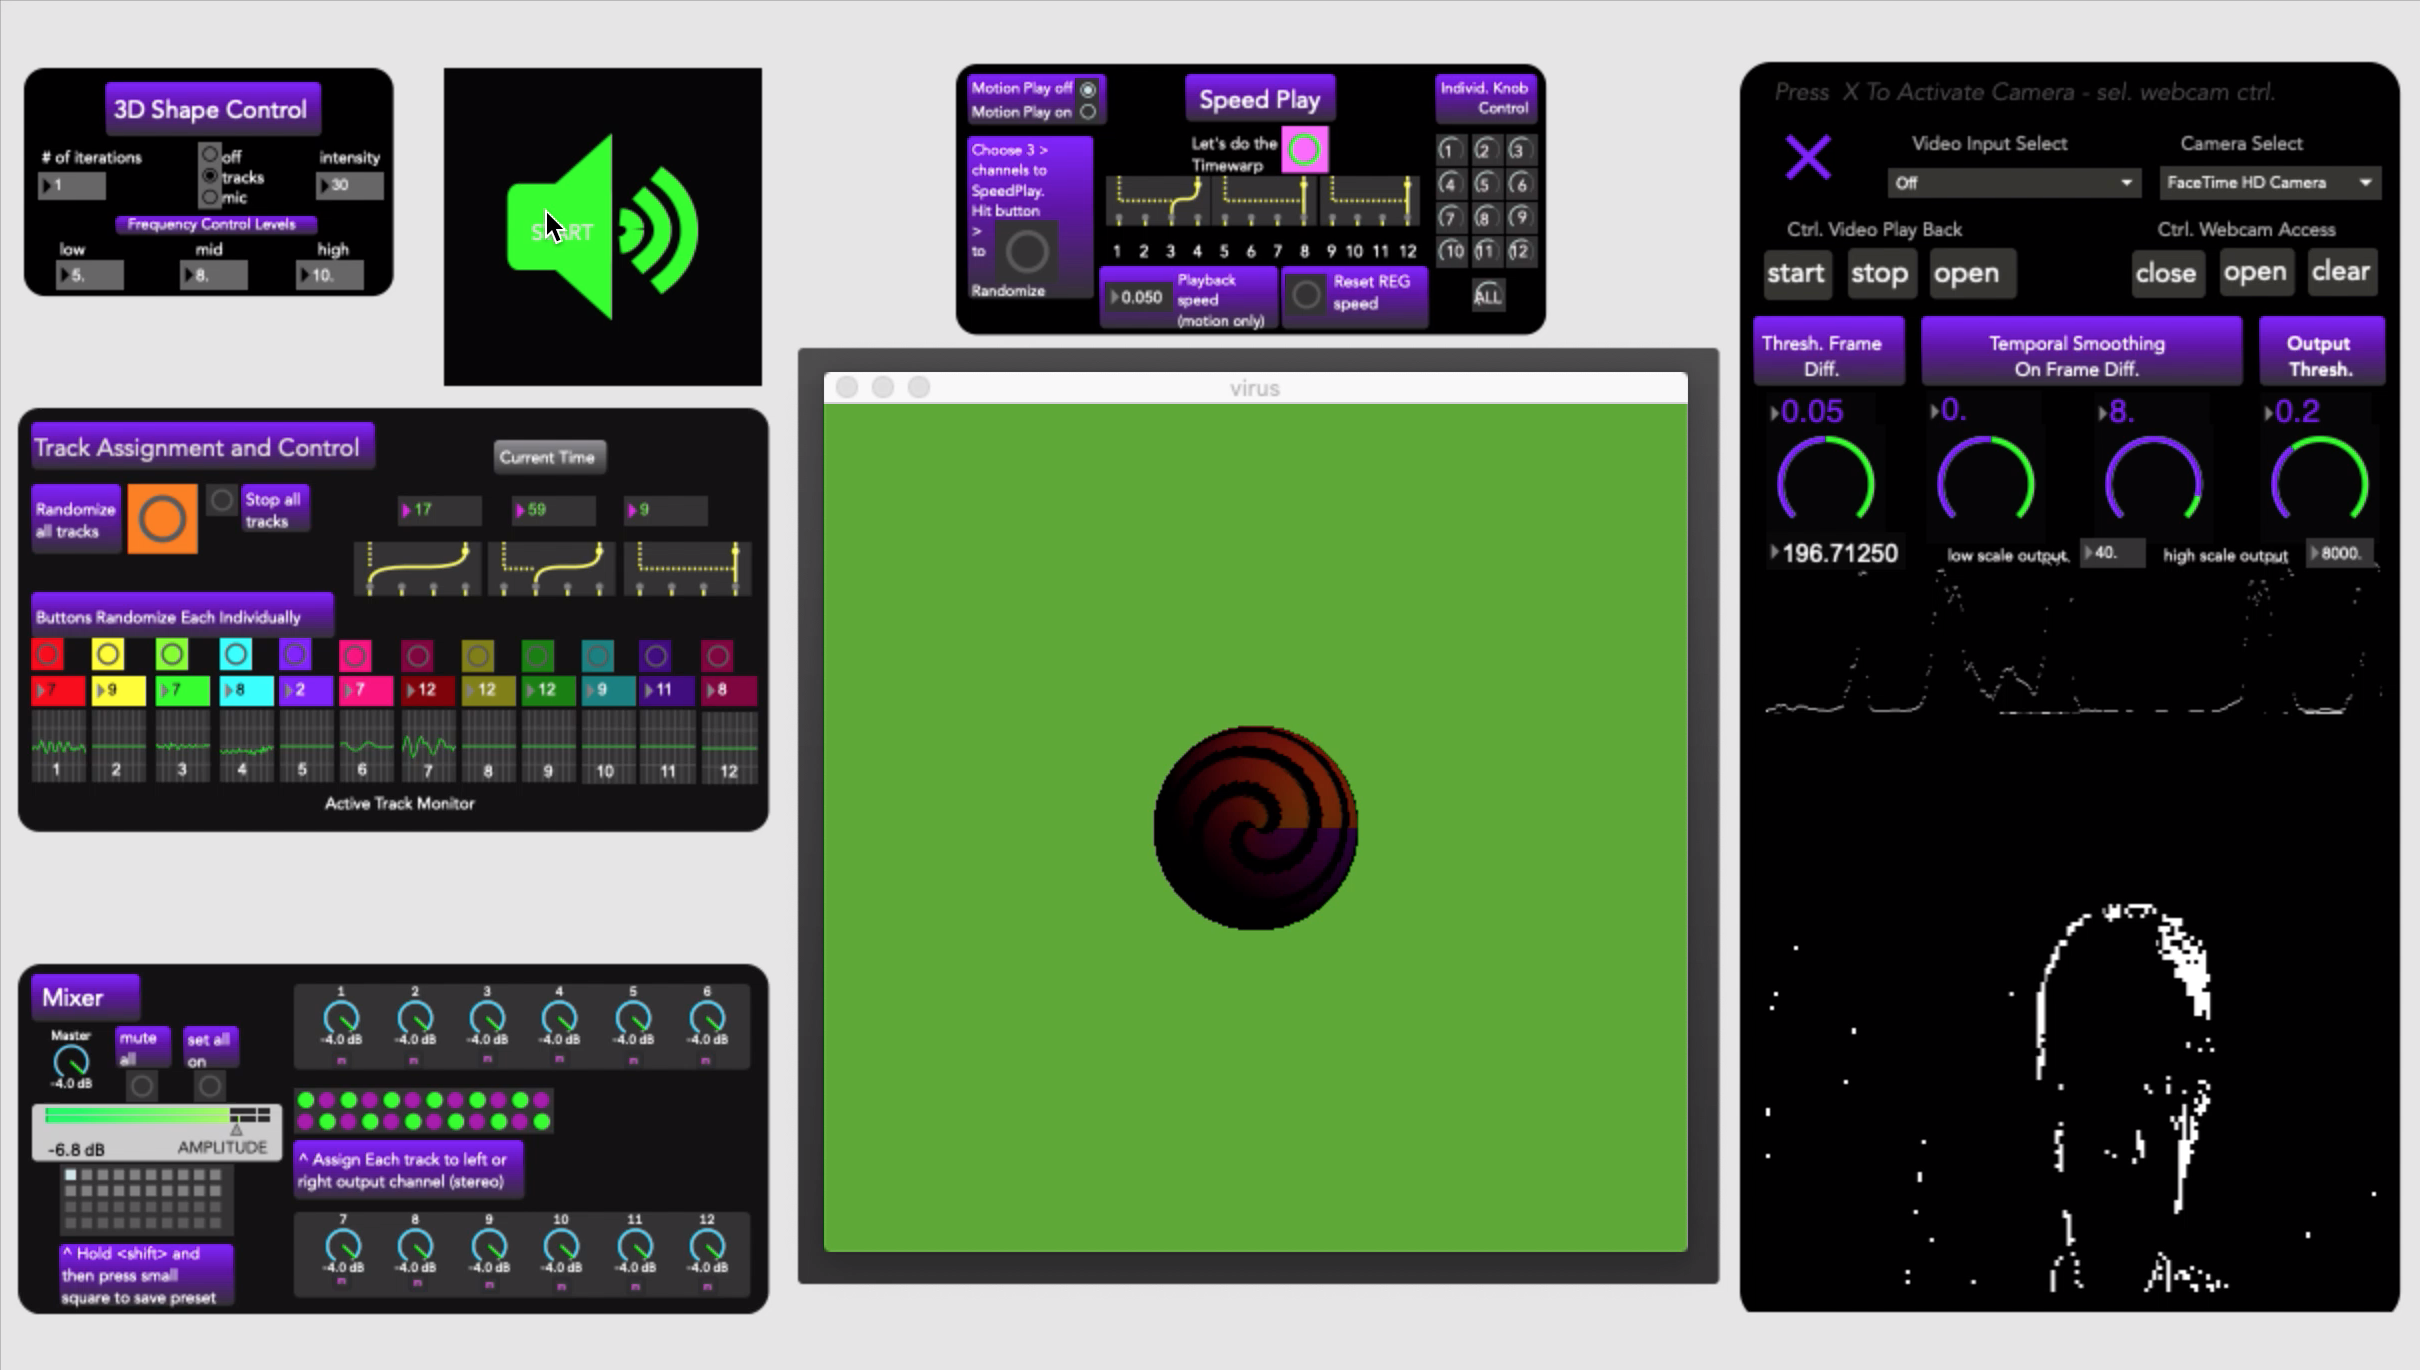 3D Shape Control
# of iterations
1
off
tracks
mic
intensity
30
Frequency Control Levels
low
mid
high
5.
8.
10.
START
Motion Play off
Motion Play on
Speed Play
Individ. Knob
Control
Choose 3 >
channels to
SpeedPlay.
Hit button
>
to
Randomize
Let's do the
Timewarp
1 2 3 4 5 6 7 8 9 10 11 12
0.050
Playback
speed
(motion only)
Reset REG
speed
1 2 3
4 5 6
7 8 9
10 11 12
ALL
Press X To Activate Camera - sel. webcam ctrl.
Video Input Select
Camera Select
Off
FaceTime HD Camera
Ctrl. Video Play Back
Ctrl. Webcam Access
start stop open
close open clear
Thresh. Frame
Diff.
Temporal Smoothing
On Frame Diff.
Output
Thresh.
0.05
0.
8.
0.2
196.71250
low scale output.
40.
high scale output
8000.
virus
Track Assignment and Control
Current Time
Randomize
all tracks
Stop all
tracks
17
59
9
Buttons Randomize Each Individually
7 9 7 8 2 7 12 12 12 9 11 8
1 2 3 4 5 6 7 8 9 10 11 12
Active Track Monitor
Mixer
Master
-4.0 dB
mute
all
set all
on
-6.8 dB
AMPLITUDE
^ Hold <shift> and
then press small
square to save preset
1 2 3 4 5 6
-4.0 dB -4.0 dB -4.0 dB -4.0 dB -4.0 dB -4.0 dB
m m m m m m
^ Assign Each track to left or
right output channel (stereo)
7 8 9 10 11 12
-4.0 dB -4.0 dB -4.0 dB -4.0 dB -4.0 dB -4.0 dB
m m m m m m